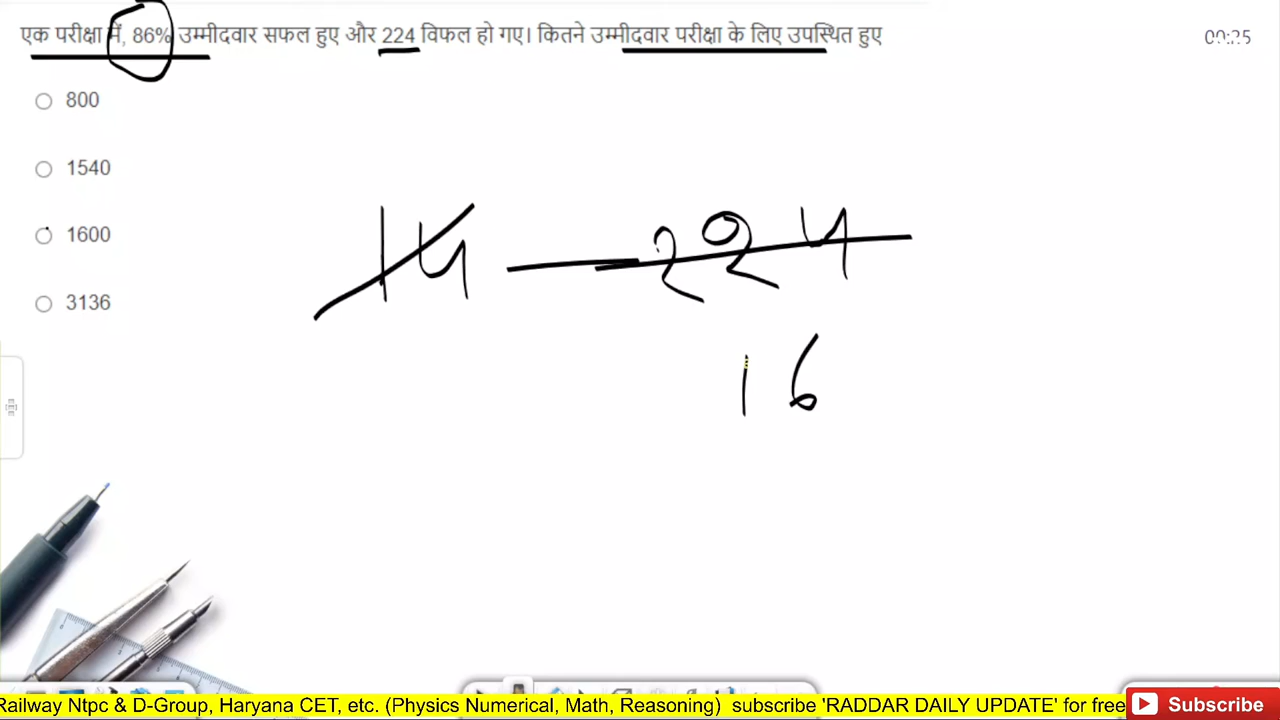 एक परीक्षा में, 86% उम्मीदवार सफल हुए और 224 विफल हो गए। कितने उम्मीदवार परीक्षा के लिए उपस्थित हुए
00:25
800
1540
1600
3136
14 — 224
16
Railway Ntpc & D-Group, Haryana CET, etc. (Physics Numerical, Math, Reasoning) subscribe 'RADDAR DAILY UPDATE' for free
Subscribe